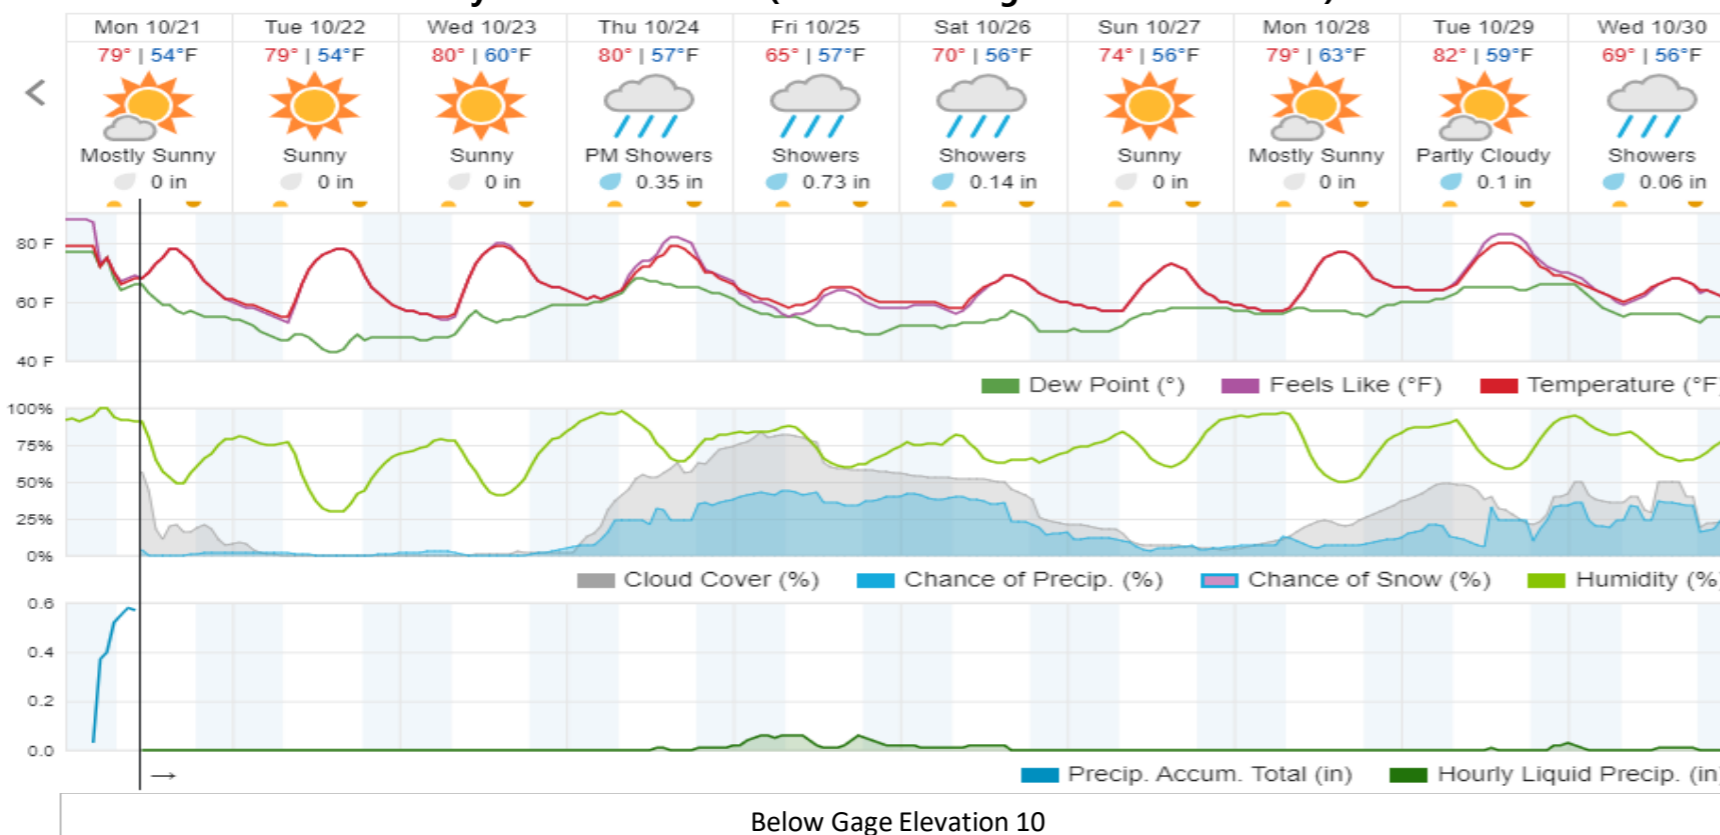 Mon 10/21 Tue 10/22 Wed 10/23 Thu 10/24 Fri 10/25 Sat 10/26 Sun 10/27 Mon 10/28 Tue 10/29 Wed 10/30
79° | 54°F 79° | 54°F 80° | 60°F 80° | 57°F 65° | 57°F 70° | 56°F 74° | 56°F 79° | 63°F 82° | 59°F 69° | 56°F
<
Mostly Sunny Sunny Sunny PM Showers Showers Showers Sunny Mostly Sunny Partly Cloudy Showers
0 in 0 in 0 in 0.35 in 0.73 in 0.14 in 0 in 0 in 0.1 in 0.06 in
80 F
60 F
40 F
Dew Point (°) Feels Like (°F) Temperature (°F
100%
75%
50%
25%
0%
Cloud Cover (%) Chance of Precip. (%) Chance of Snow (%) Humidity (%
0.6
0.4
0.2
0.0
→
Precip. Accum. Total (in) Hourly Liquid Precip. (in
Below Gage Elevation 10